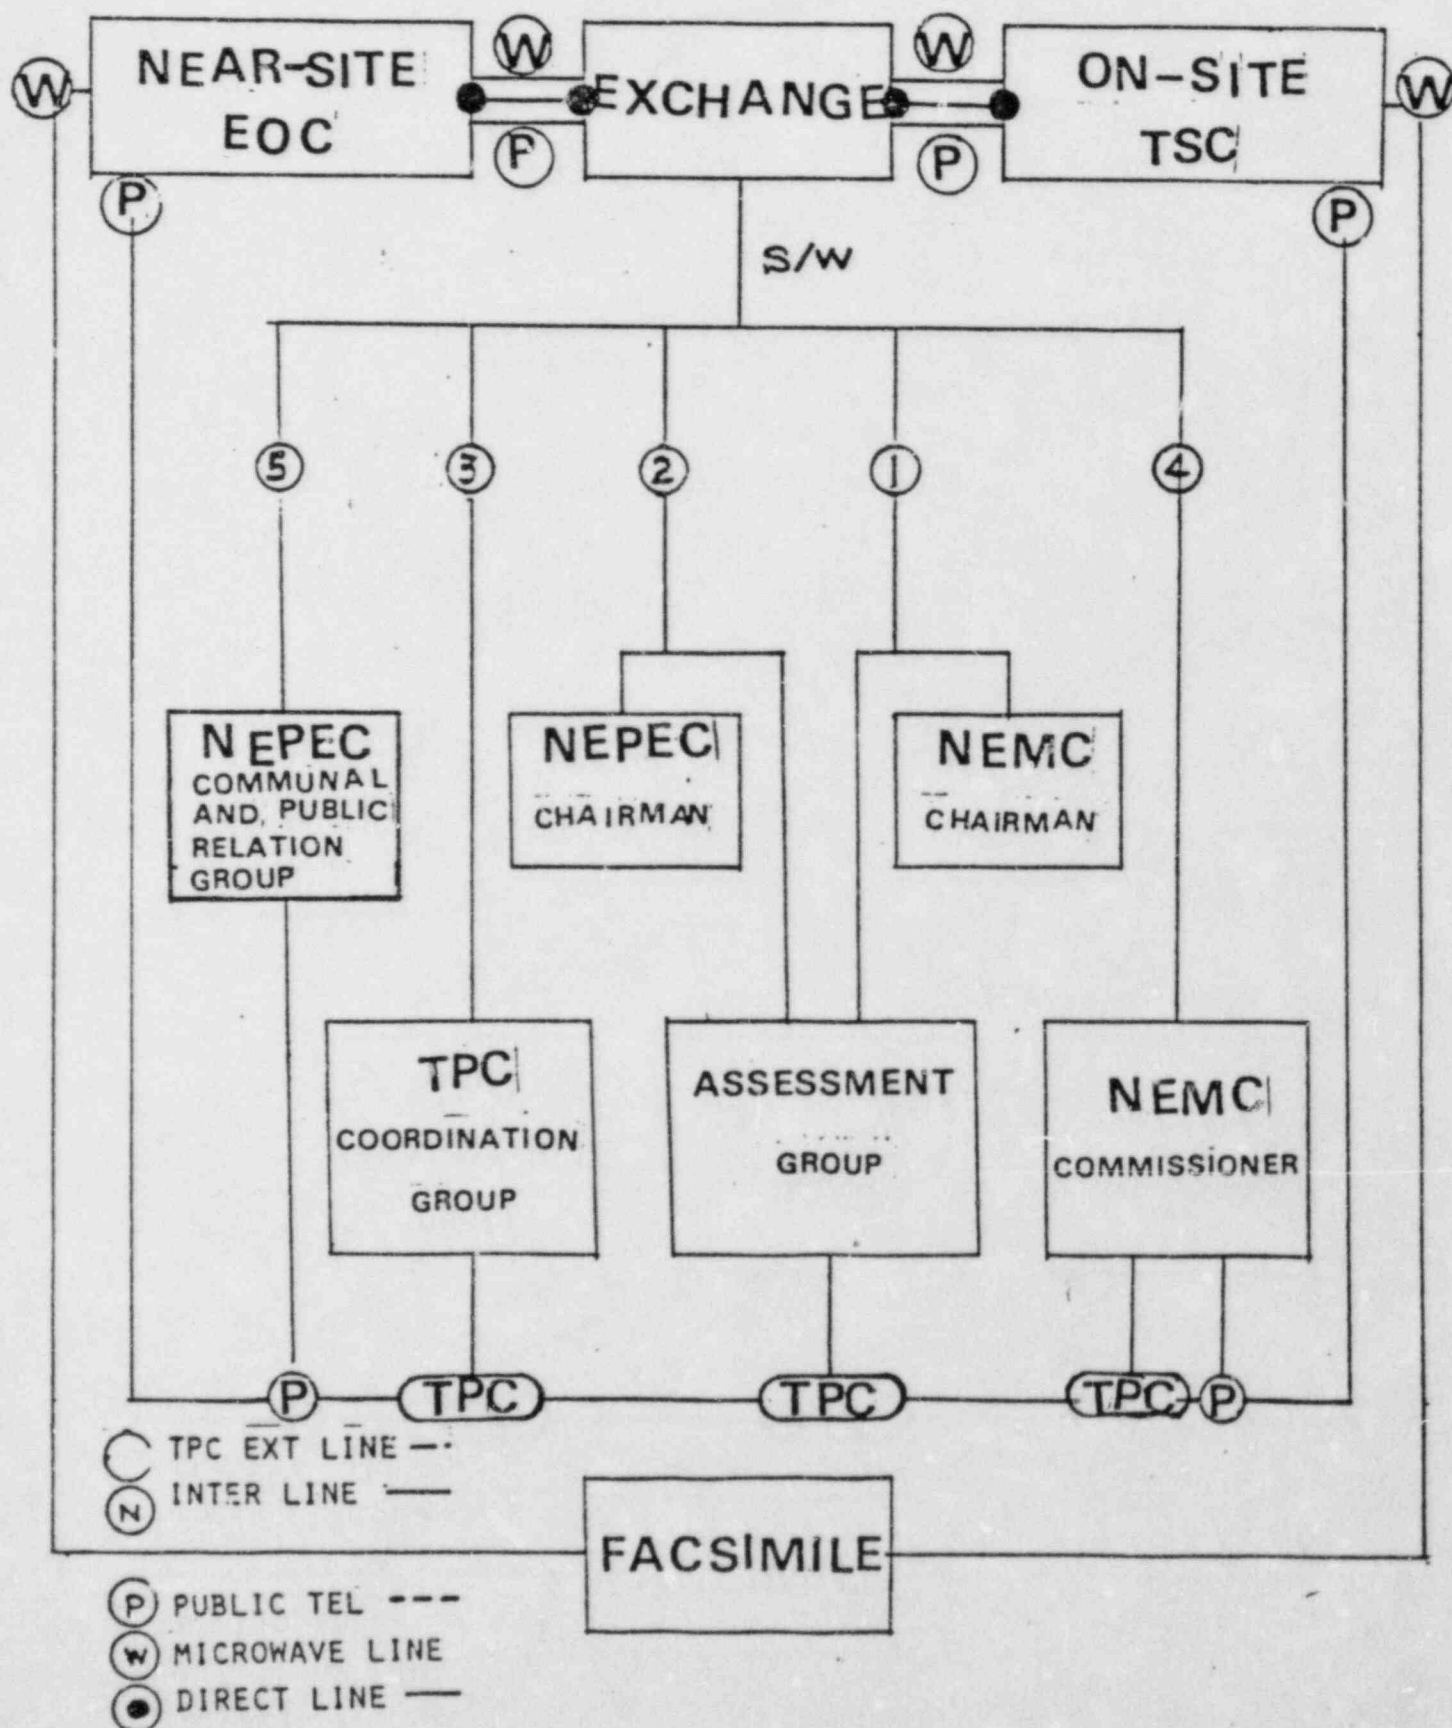 W
W
NEAR-SITE
EOC
EXCHANGE
ON-SITE
TSC
W
W
P
P
P
P
S/W
5
3
2
1
4
NEPEC
COMMUNAL
AND, PUBLIC
RELATION
GROUP
NEPEC
CHAIRMAN
NEMC
CHAIRMAN
TPC
COORDINATION
GROUP
ASSESSMENT
GROUP
NEMC
COMMISSIONER
P
TPC
TPC
TPC
P
TPC EXT LINE —·
N INTER LINE —
FACSIMILE
P PUBLIC TEL ---
W MICROWAVE LINE
DIRECT LINE —